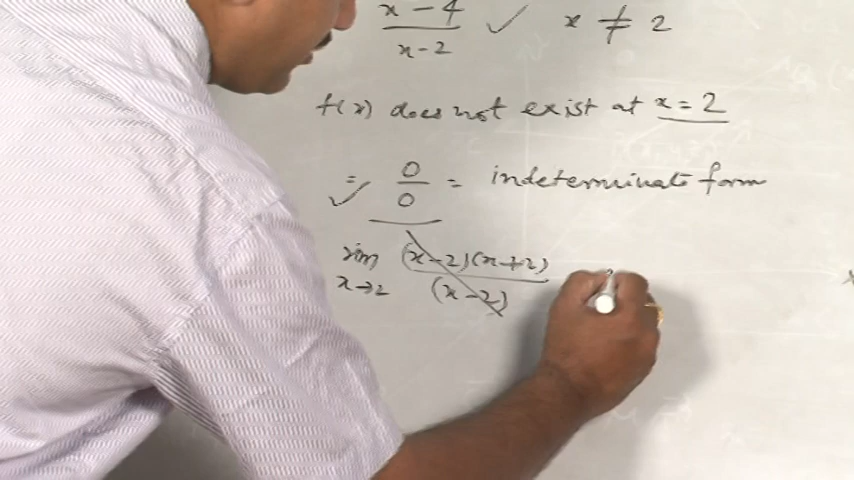 x - 4
x - 2 ✓ x ≠ 2
f(x) does not exist at x = 2
= 0/0 = indeterminate form
lim x→2 (x-2)(x+2)
(x-2)